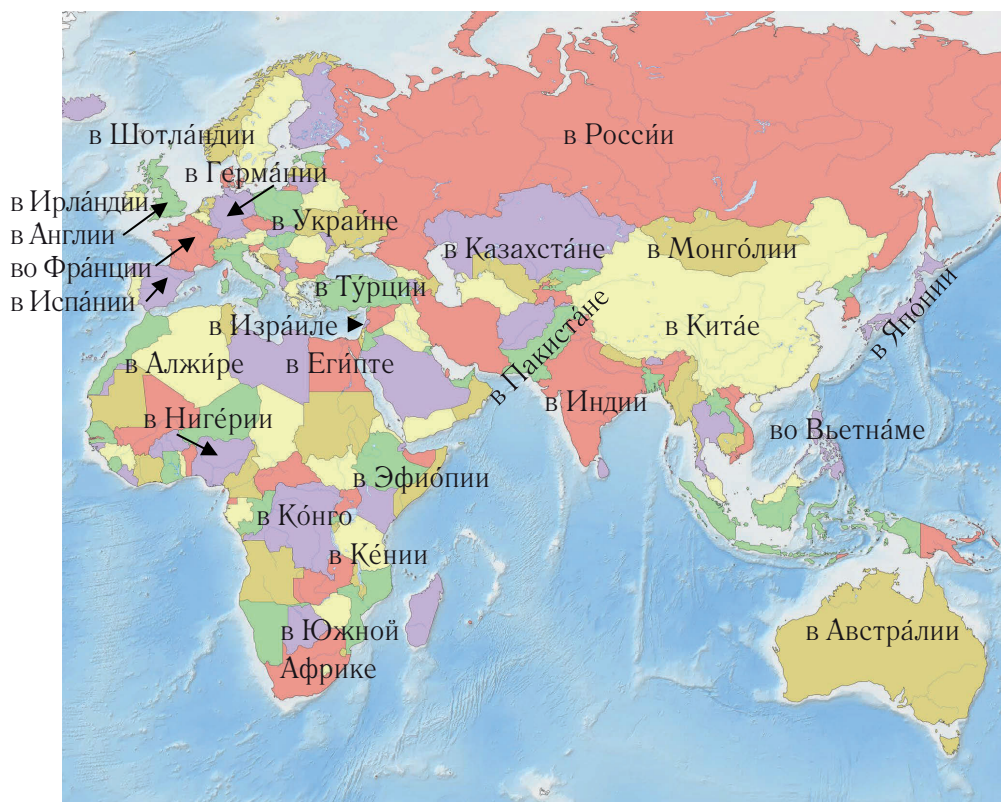 в Шотла́ндии
в Росси́и
в Герма́нии
в Ирла́ндии
в Украи́не
в Англии
в Казахста́не
в Монго́лии
во Фра́нции
в Испа́нии
в Ту́рции
в Япо́нии
в Изра́иле
в Пакиста́не
в Кита́е
в Алжи́ре
в Еги́пте
в Индии
в Ниге́рии
во Вьетна́ме
в Эфио́пии
в Ко́нго
в Ке́нии
в Южной
Африке
в Австра́лии